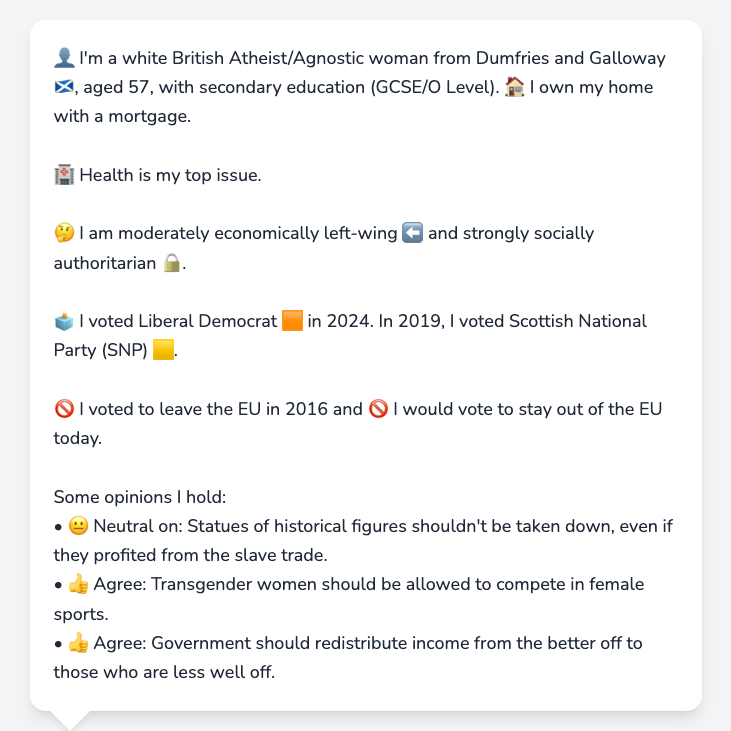 👤 I'm a white British Atheist/Agnostic woman from Dumfries and Galloway
🏴󠁧󠁢󠁳󠁣󠁴󠁿, aged 57, with secondary education (GCSE/O Level). 🏠 I own my home
with a mortgage.
🏥 Health is my top issue.
🤔 I am moderately economically left-wing ⬅️ and strongly socially
authoritarian 🔒.
🗳️ I voted Liberal Democrat 🟧 in 2024. In 2019, I voted Scottish National
Party (SNP) 🟨.
🚫 I voted to leave the EU in 2016 and 🚫 I would vote to stay out of the EU
today.
Some opinions I hold:
• 😐 Neutral on: Statues of historical figures shouldn't be taken down, even if
they profited from the slave trade.
• 👍 Agree: Transgender women should be allowed to compete in female
sports.
• 👍 Agree: Government should redistribute income from the better off to
those who are less well off.